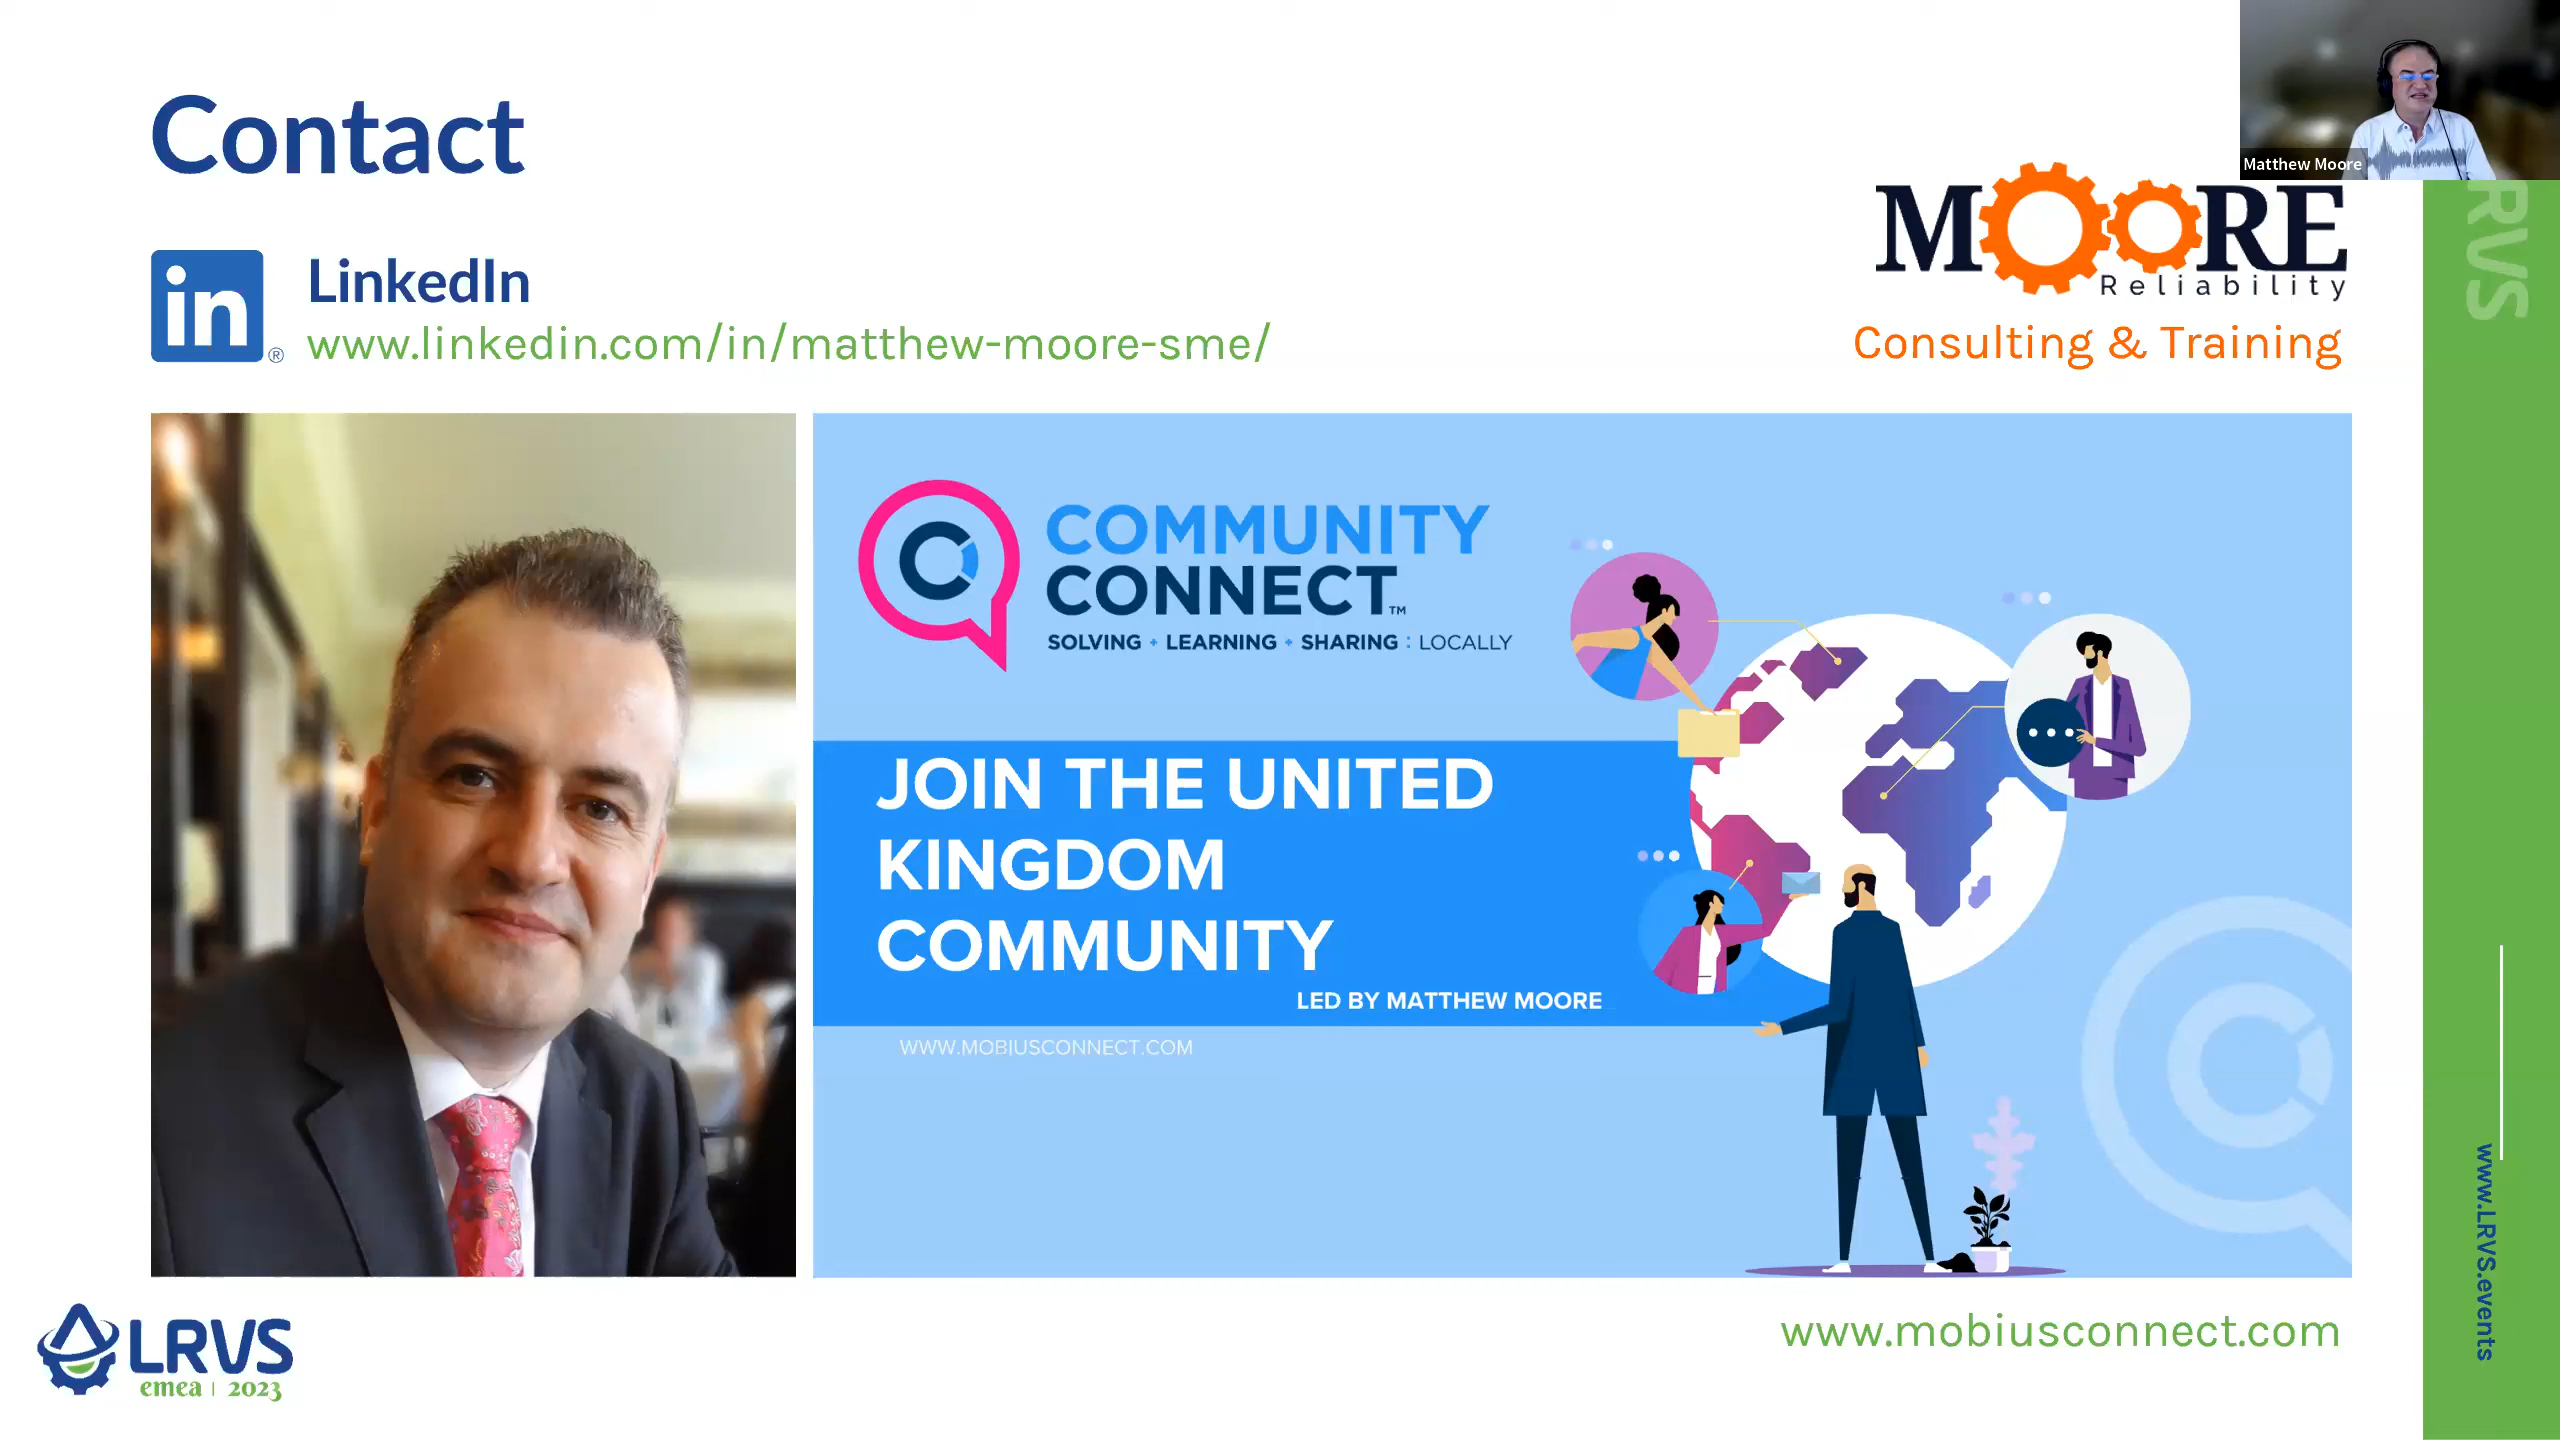 Contact
Matthew Moore
MOORE
Reliability
Consulting & Training
in
®
LinkedIn
www.linkedin.com/in/matthew-moore-sme/
RVS
COMMUNITY
CONNECT™
SOLVING + LEARNING + SHARING : LOCALLY
JOIN THE UNITED
KINGDOM
COMMUNITY
LED BY MATTHEW MOORE
WWW.MOBIUSCONNECT.COM
www.LRVS.events
LRVS
emea | 2023
www.mobiusconnect.com